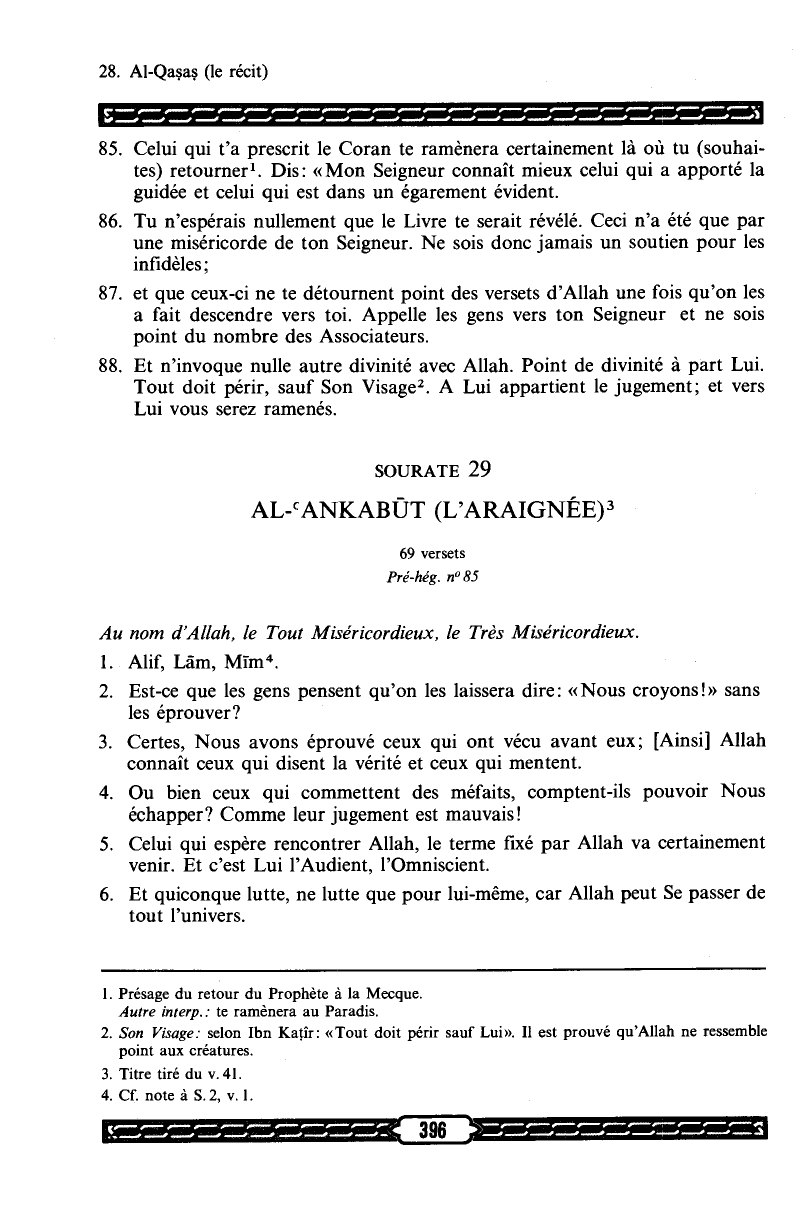 28. Al-Qaṣaṣ (le récit)
85. Celui qui t’a prescrit le Coran te ramènera certainement là où tu (souhai-
tes) retourner¹. Dis: «Mon Seigneur connaît mieux celui qui a apporté la
guidée et celui qui est dans un égarement évident.
86. Tu n’espérais nullement que le Livre te serait révélé. Ceci n’a été que par
une miséricorde de ton Seigneur. Ne sois donc jamais un soutien pour les
infidèles;
87. et que ceux-ci ne te détournent point des versets d’Allah une fois qu’on les
a fait descendre vers toi. Appelle les gens vers ton Seigneur et ne sois
point du nombre des Associateurs.
88. Et n’invoque nulle autre divinité avec Allah. Point de divinité à part Lui.
Tout doit périr, sauf Son Visage². A Lui appartient le jugement; et vers
Lui vous serez ramenés.
SOURATE 29
AL-ᶜANKABŪT (L’ARAIGNÉE)³
69 versets
Pré-hég. nº 85
Au nom d’Allah, le Tout Miséricordieux, le Très Miséricordieux.
1. Alif, Lām, Mīm⁴.
2. Est-ce que les gens pensent qu’on les laissera dire: «Nous croyons!» sans
les éprouver?
3. Certes, Nous avons éprouvé ceux qui ont vécu avant eux; [Ainsi] Allah
connaît ceux qui disent la vérité et ceux qui mentent.
4. Ou bien ceux qui commettent des méfaits, comptent-ils pouvoir Nous
échapper? Comme leur jugement est mauvais!
5. Celui qui espère rencontrer Allah, le terme fixé par Allah va certainement
venir. Et c’est Lui l’Audient, l’Omniscient.
6. Et quiconque lutte, ne lutte que pour lui-même, car Allah peut Se passer de
tout l’univers.
1. Présage du retour du Prophète à la Mecque.
Autre interp.: te ramènera au Paradis.
2. Son Visage: selon Ibn Kaṭīr: «Tout doit périr sauf Lui». Il est prouvé qu’Allah ne ressemble
point aux créatures.
3. Titre tiré du v. 41.
4. Cf. note à S. 2, v. 1.
396